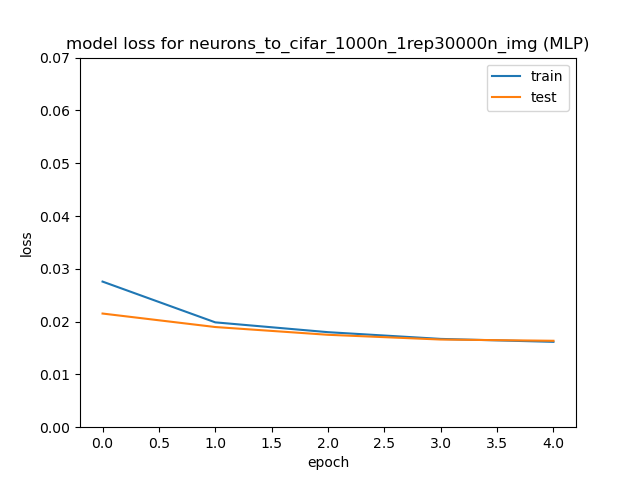 model loss for neurons_to_cifar_1000n_1rep30000n_img (MLP)
train
test
0.07
0.06
0.05
0.04
0.03
0.02
0.01
0.00
loss
0.0 0.5 1.0 1.5 2.0 2.5 3.0 3.5 4.0
epoch